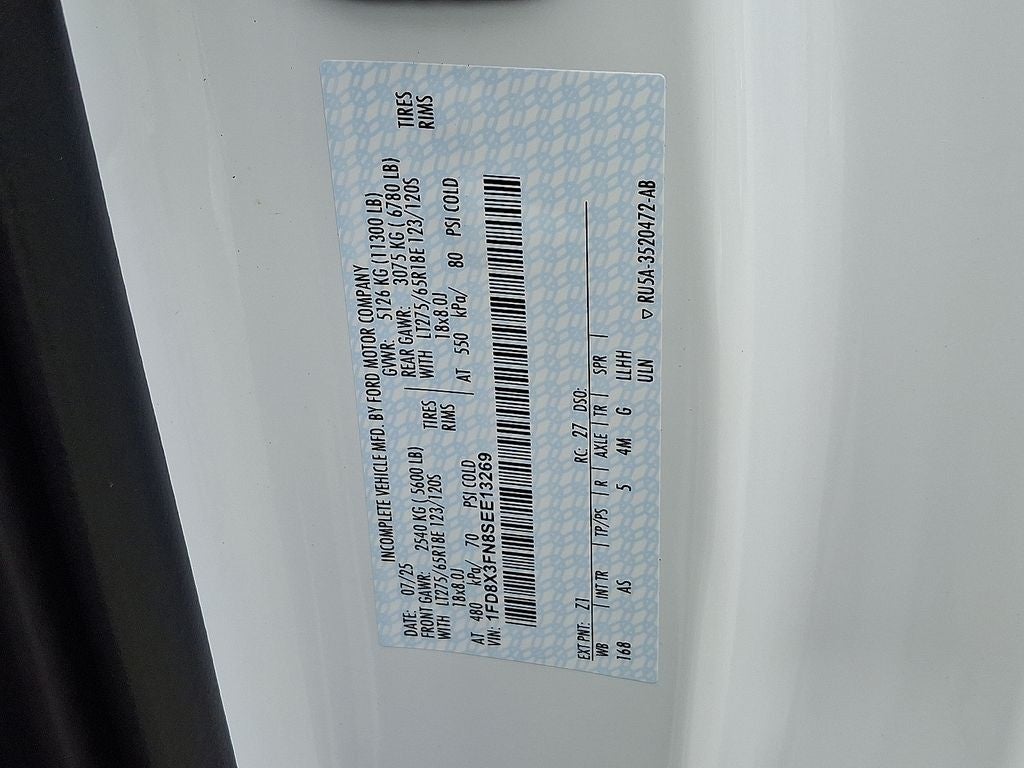 INCOMPLETE VEHICLE MFD. BY FORD MOTOR COMPANY
DATE: 07/25 GVWR: 5126 KG (11300 LB)
FRONT GAWR: 2540 KG ( 5600 LB) REAR GAWR: 3075 KG ( 6780 LB)
WITH LT275/65R18E 123/120S TIRES WITH LT275/65R18E 123/120S TIRES
18x8.0J RIMS 18x8.0J RIMS
AT 480 kPa/ 70 PSI COLD AT 550 kPa/ 80 PSI COLD
VIN: 1FD8X3FN8SEE13269
EXT PNT: Z1 RC: 27 DSO:
WB INT TR TP/PS R AXLE TR SPR
168 AS 5 4M G LLHH
ULN
▽ RU5A-3520472-AB